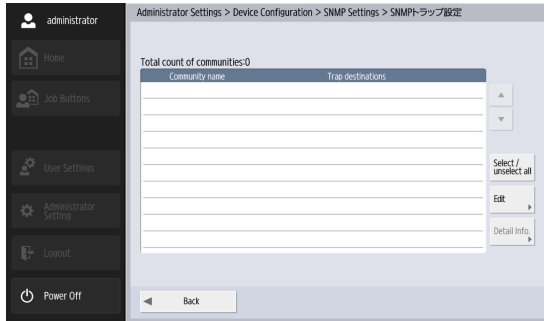 administrator
Administrator Settings > Device Configuration > SNMP Settings > SNMPトラップ設定
Home
Job Buttons
User Settings
Administrator
Setting
Logout
Power Off
Total count of communities:0
Community name Trap destinations
Select /
unselect all
Edit
Detail Info.
Back